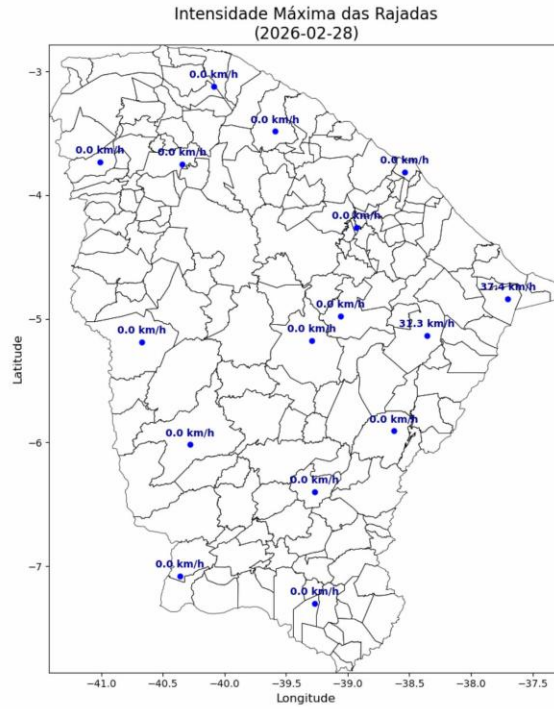 Intensidade Máxima das Rajadas
(2026-02-28)
−3
0.0 km/h
0.0 km/h
0.0 km/h
0.0 km/h
0.0 km/h
−4
0.0 km/h
37.4 km/h
0.0 km/h
−5
0.0 km/h
0.0 km/h
0.0 km/h
−6
0.0 km/h
0.0 km/h
−7
0.0 km/h
0.0 km/h
Latitude
−41.0
−40.5
−40.0
−39.5
−39.0
−38.5
−38.0
−37.5
Longitude